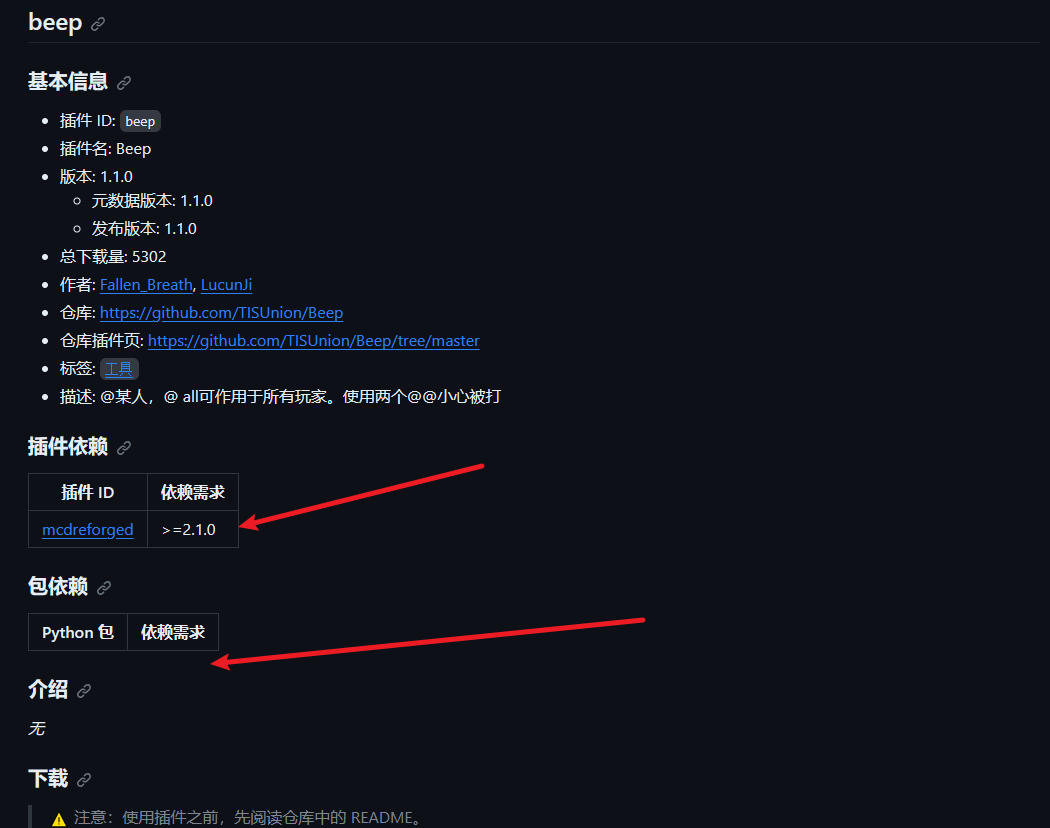 beep
基本信息
插件 ID: beep
插件名: Beep
版本: 1.1.0
元数据版本: 1.1.0
发布版本: 1.1.0
总下载量: 5302
作者: Fallen_Breath, LucunJi
仓库: https://github.com/TISUnion/Beep
仓库插件页: https://github.com/TISUnion/Beep/tree/master
标签: 工具
描述: @某人，@ all可作用于所有玩家。使用两个@@小心被打
插件依赖
插件 ID 依赖需求
mcdreforged >=2.1.0
包依赖
Python 包 依赖需求
介绍
无
下载
注意：使用插件之前，先阅读仓库中的 README。